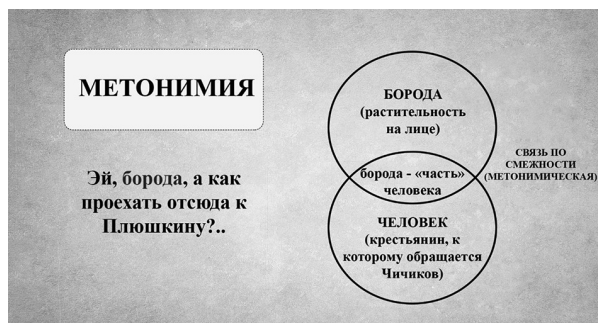 МЕТОНИМИЯ
Эй, борода, а как
проехать отсюда к
Плюшкину?..
БОРОДА
(растительность
на лице)
борода - «часть»
человека
СВЯЗЬ ПО
СМЕЖНОСТИ
(МЕТОНИМИЧЕСКАЯ)
ЧЕЛОВЕК
(крестьянин, к
которому обращается
Чичиков)